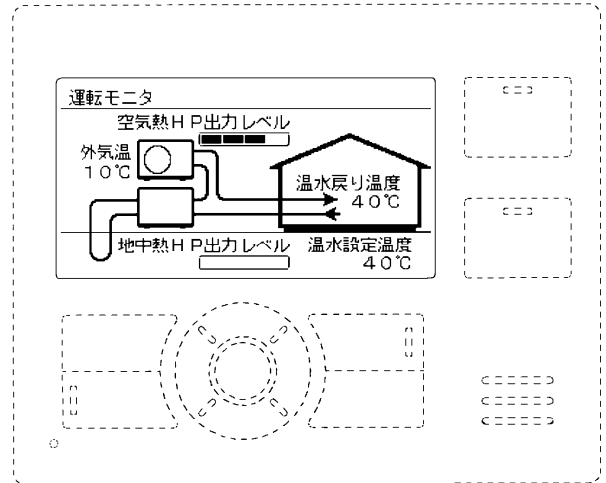 運転モニタ
空気熱HP出力レベル
外気温
10℃
温水戻り温度
40℃
地中熱HP出力レベル
温水設定温度
40℃